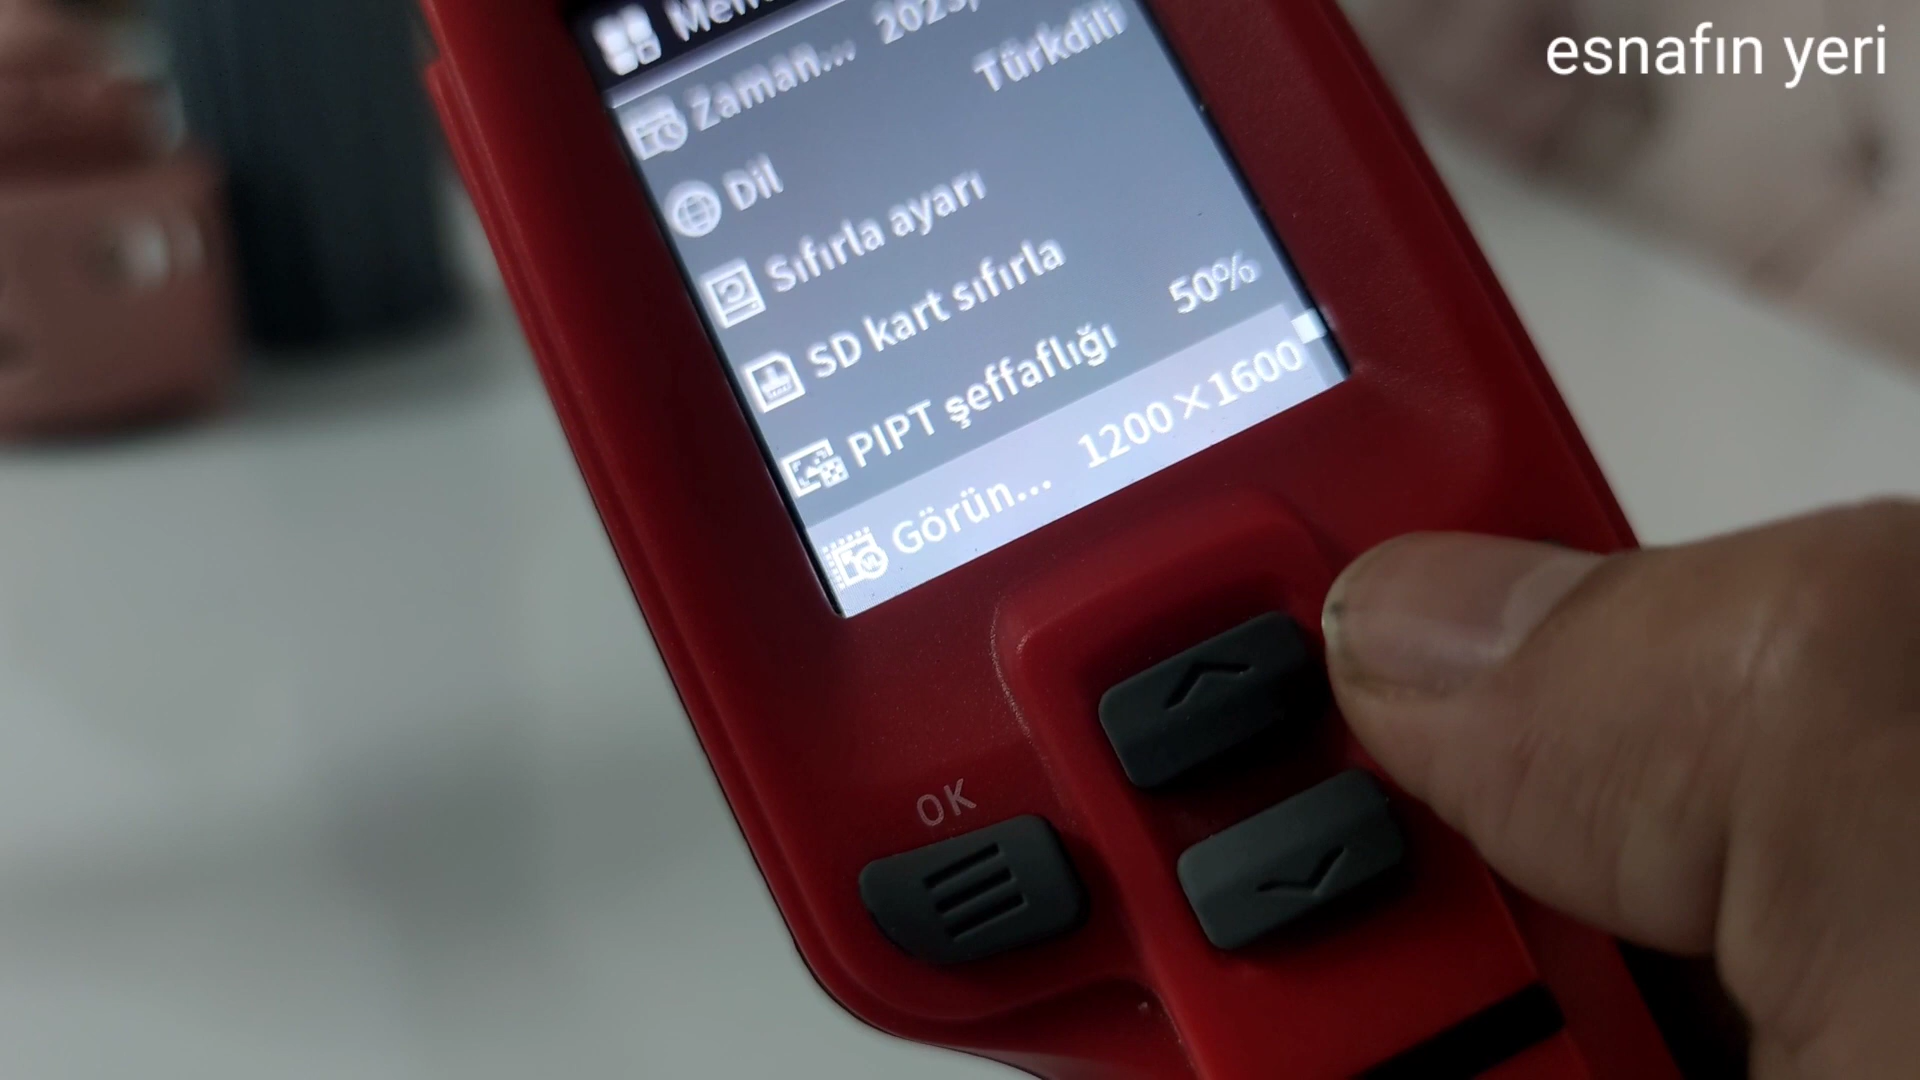 esnafın yeri
Zaman...
Dil Türkdili
Sıfırla ayarı
SD kart sıfırla
PIPT şeffaflığı 50%
Görün... 1200×1600
OK